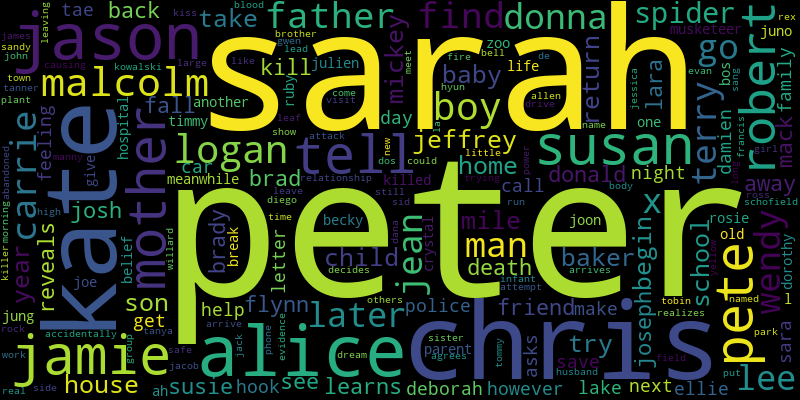 tae
back
take
father
find
donna
spider
rex
musketeer
juno
james
leaving
sandy
john
kiss
blood
gwen
brother
lead
jason
sarah
mickey
zoo
go
robert
kowalski
large
like
julien
kill
fire
bell
de
return
evan
life
baby
town
tanner
causing
malcolm
ruby
meet
allen
lara
bos
family
plant
another
come
visit
hyun
drive
jessica
sang
fall
timmy
leaf
day
boy
name
one
terry
damien
francis
mack
girl
carrie
feeling
hospital
mother
logan
show
attack
new
jeffrey
susan
kate
give
manny
abandoned
car
tell
dos
could
little
home
power
trying
donald
night
away
ross
meanwhile
brad
killed
call
run
body
x
schofield
high
josh
relationship
leave
still
sid
diego
mile
peter
rosie
old
wendy
killer
morning
year
reveals
belief
joe
willard
brady
break
time
becky
letter
child
jean
crystal
dana
man
death
joon
baker
arrives
school
pete
named
l
dorothy
jung
son
decides
infant
attempt
tobin
realizes
rock
get
accidentally
tanya
help
flynn
others
later
police
friend
make
joseph
begin
park
sara
work
jamie
group
safe
arrive
jack
phone
evidence
alice
dream
sister
parent
agrees
chris
tommy
asks
try
save
husband
field
put
lee
real
side
house
ah
jacob
susie
hook
see
learns
deborah
however
lake
next
ellie